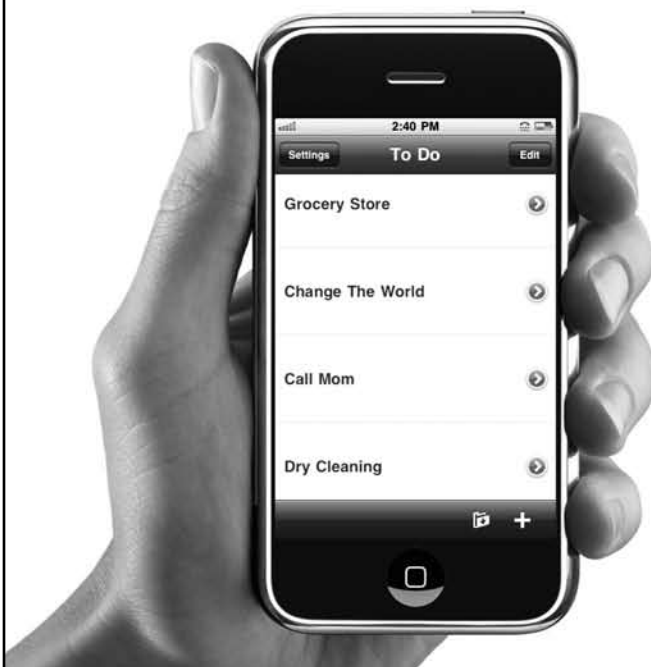 2:40 PM
Settings To Do Edit
Grocery Store
Change The World
Call Mom
Dry Cleaning